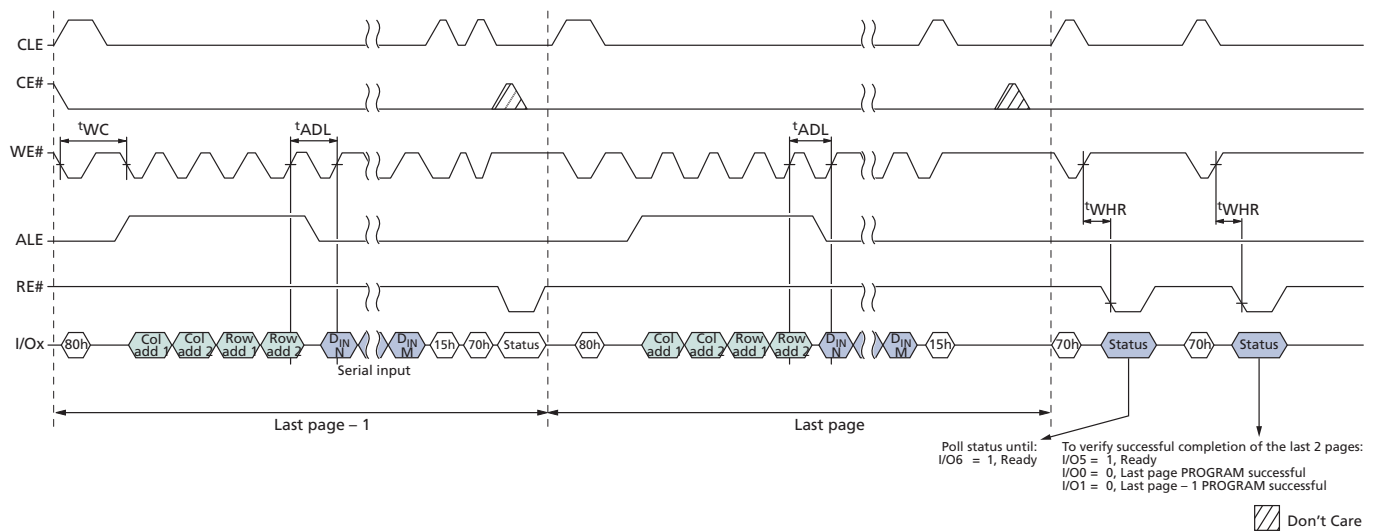 CLE
CE#
tWC
tADL
tADL
WE#
tWHR
tWHR
ALE
RE#
I/Ox
80h
Col add 1
Col add 2
Row add 1
Row add 2
DIN N
DIN M
15h
70h
Status
80h
Col add 1
Col add 2
Row add 1
Row add 2
DIN N
DIN M
15h
70h
Status
70h
Status
Serial input
Last page – 1
Last page
Poll status until:
I/O6 = 1, Ready
To verify successful completion of the last 2 pages:
I/O5 = 1, Ready
I/O0 = 0, Last page PROGRAM successful
I/O1 = 0, Last page – 1 PROGRAM successful
Don't Care